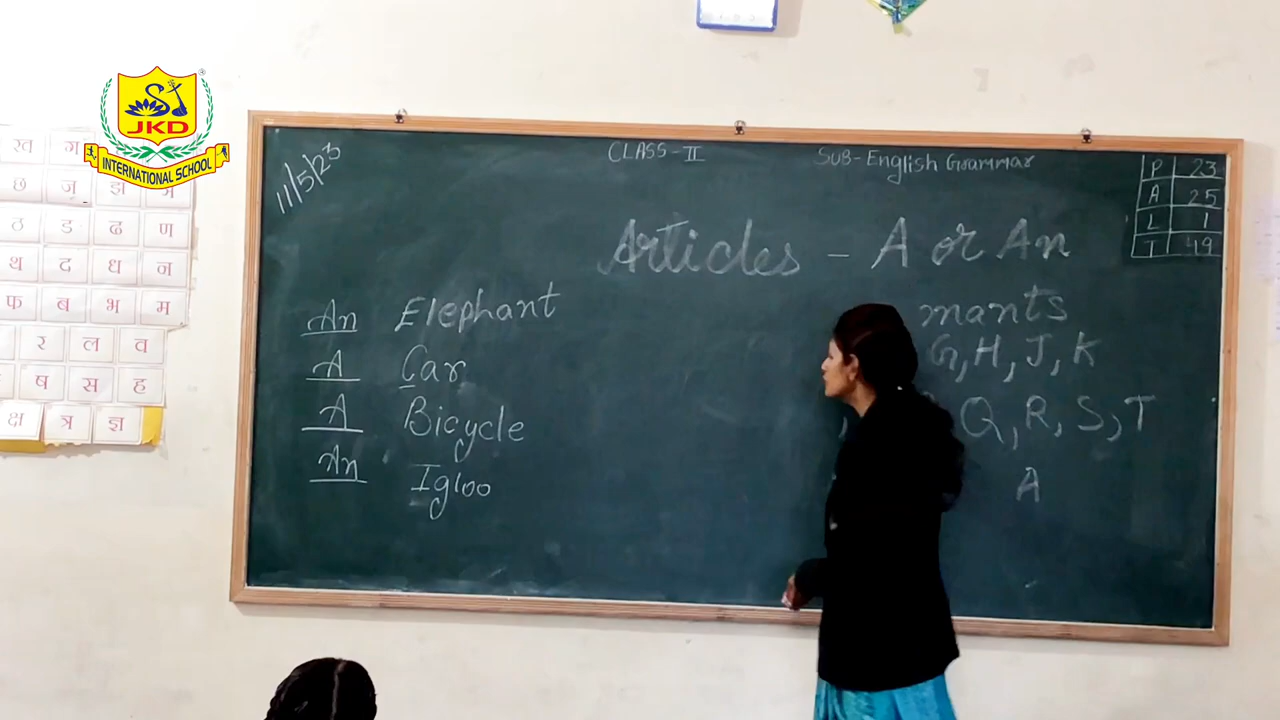 JKD
INTERNATIONAL SCHOOL
ख ग
छ ज झ
ठ ड ढ ण
थ द ध न
फ ब भ म
र ल व
ष स ह
क्ष त्र ज्ञ
11/5/23
CLASS-II
SUB-English Grammar
P 23
A 25
L 1
T 49
Articles - A or An
An Elephant
A Car
A Bicycle
An Igloo
mants
G, H, J, K
Q, R, S, T
A